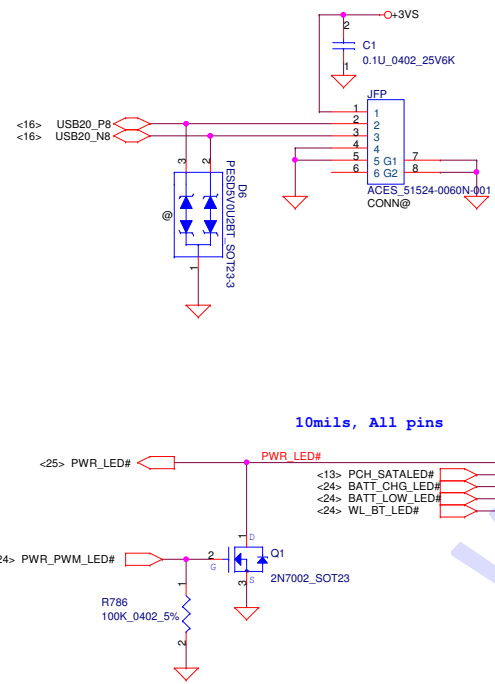 +3VS
2
C1
0.1U_0402_25V6K
1
JFP
1 1
<16> USB20_P8 2 2
<16> USB20_N8 3 3
4 4
5 5 G1 7
6 6 G2 8
ACES_51524-0060N-001
CONN@
3 2
D6
PESD5V0U2BT_SOT23-3
@
1
10mils, All pins
<25> PWR_LED#
PWR_LED#
<13> PCH_SATALED#
<24> BATT_CHG_LED#
<24> BATT_LOW_LED#
<24> WL_BT_LED#
1 D
24> PWR_PWM_LED#
2
G
Q1
3 S
2N7002_SOT23
1
R786
100K_0402_5%
2